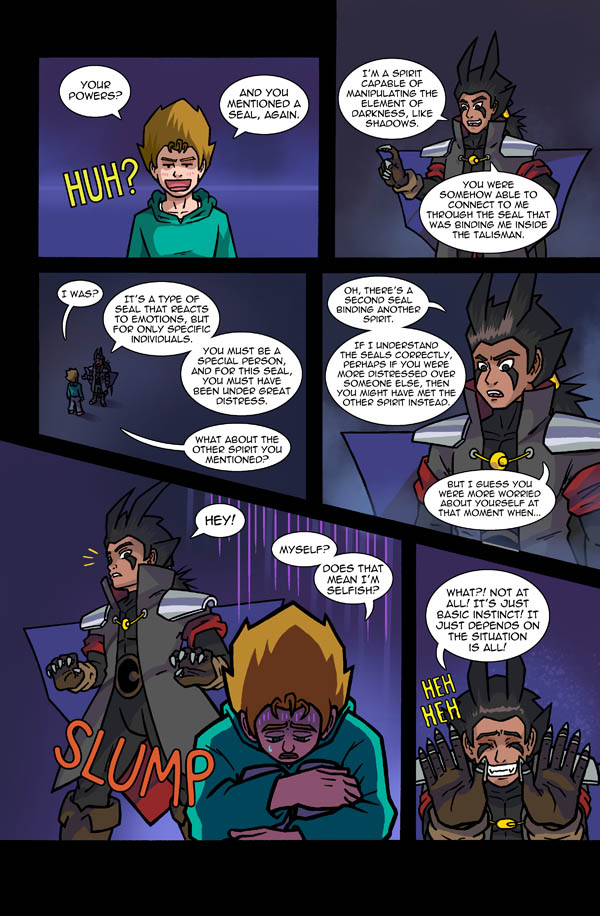 YOUR
POWERS?
AND YOU
MENTIONED A
SEAL, AGAIN.
HUH?
I'M A SPIRIT
CAPABLE OF
MANIPULATING THE
ELEMENT OF
DARKNESS, LIKE
SHADOWS.
YOU WERE
SOMEHOW ABLE TO
CONNECT TO ME
THROUGH THE SEAL THAT
WAS BINDING ME INSIDE
THE TALISMAN.
I WAS?
IT'S A TYPE OF
SEAL THAT REACTS
TO EMOTIONS, BUT
FOR ONLY SPECIFIC
INDIVIDUALS.
YOU MUST BE A
SPECIAL PERSON,
AND FOR THIS SEAL,
YOU MUST HAVE
BEEN UNDER GREAT
DISTRESS.
WHAT ABOUT THE
OTHER SPIRIT YOU
MENTIONED?
OH, THERE'S A
SECOND SEAL
BINDING ANOTHER
SPIRIT.
IF I UNDERSTAND
THE SEALS CORRECTLY,
PERHAPS IF YOU WERE
MORE DISTRESSED OVER
SOMEONE ELSE, THEN
YOU MIGHT HAVE MET THE
OTHER SPIRIT INSTEAD.
BUT I GUESS YOU
WERE MORE WORRIED
ABOUT YOURSELF AT
THAT MOMENT WHEN...
HEY!
MYSELF?
DOES THAT
MEAN I'M
SELFISH?
SLUMP
WHAT?! NOT AT
ALL! IT'S JUST
BASIC INSTINCT! IT
JUST DEPENDS ON
THE SITUATION
IS ALL!
HEH
HEH